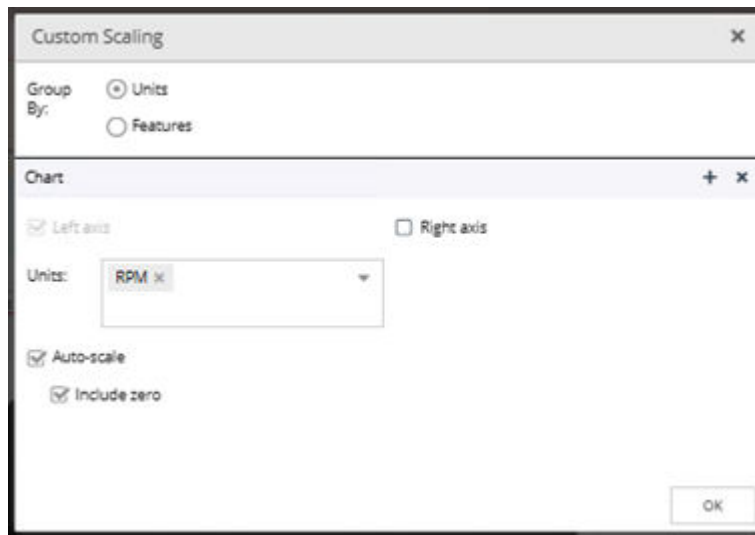 Custom Scaling
Group By:
Units
Features
Chart
Left axis
Right axis
Units:
RPM
Auto-scale
Include zero
OK